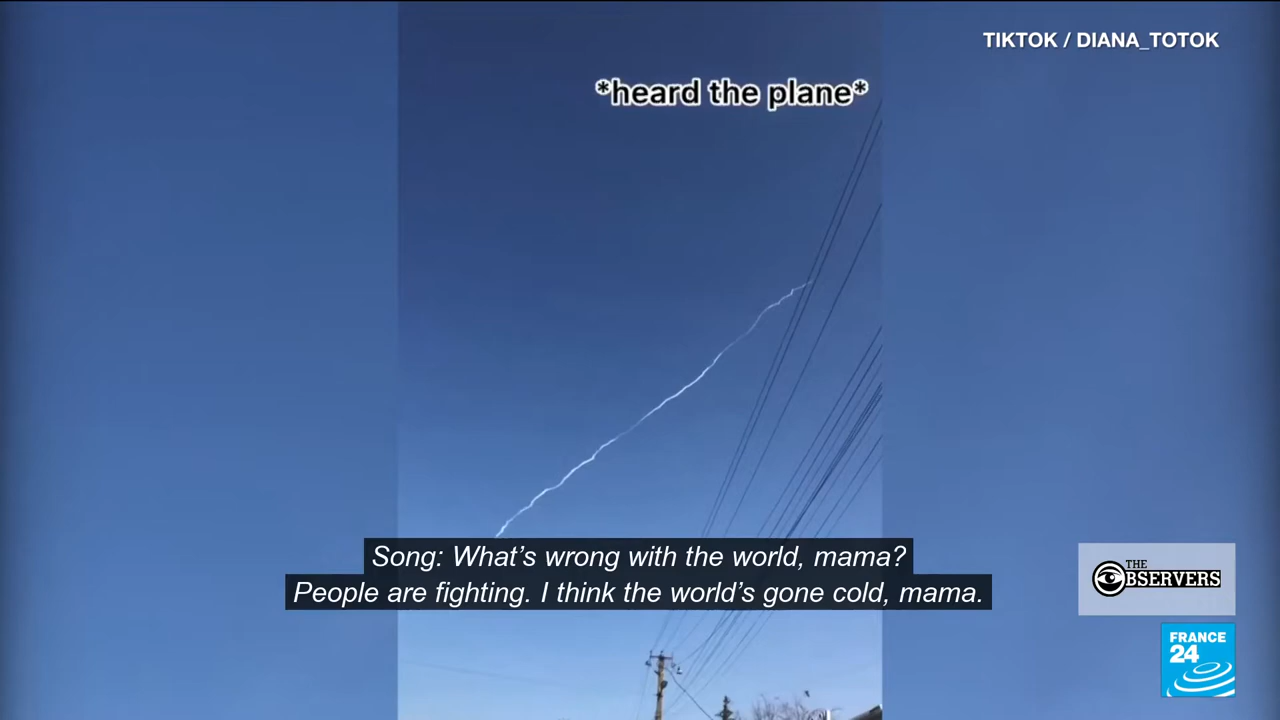 TIKTOK / DIANA_TOTOK
*heard the plane*
Song: What's wrong with the world, mama?
People are fighting. I think the world's gone cold, mama.
THE
OBSERVERS
FRANCE
24